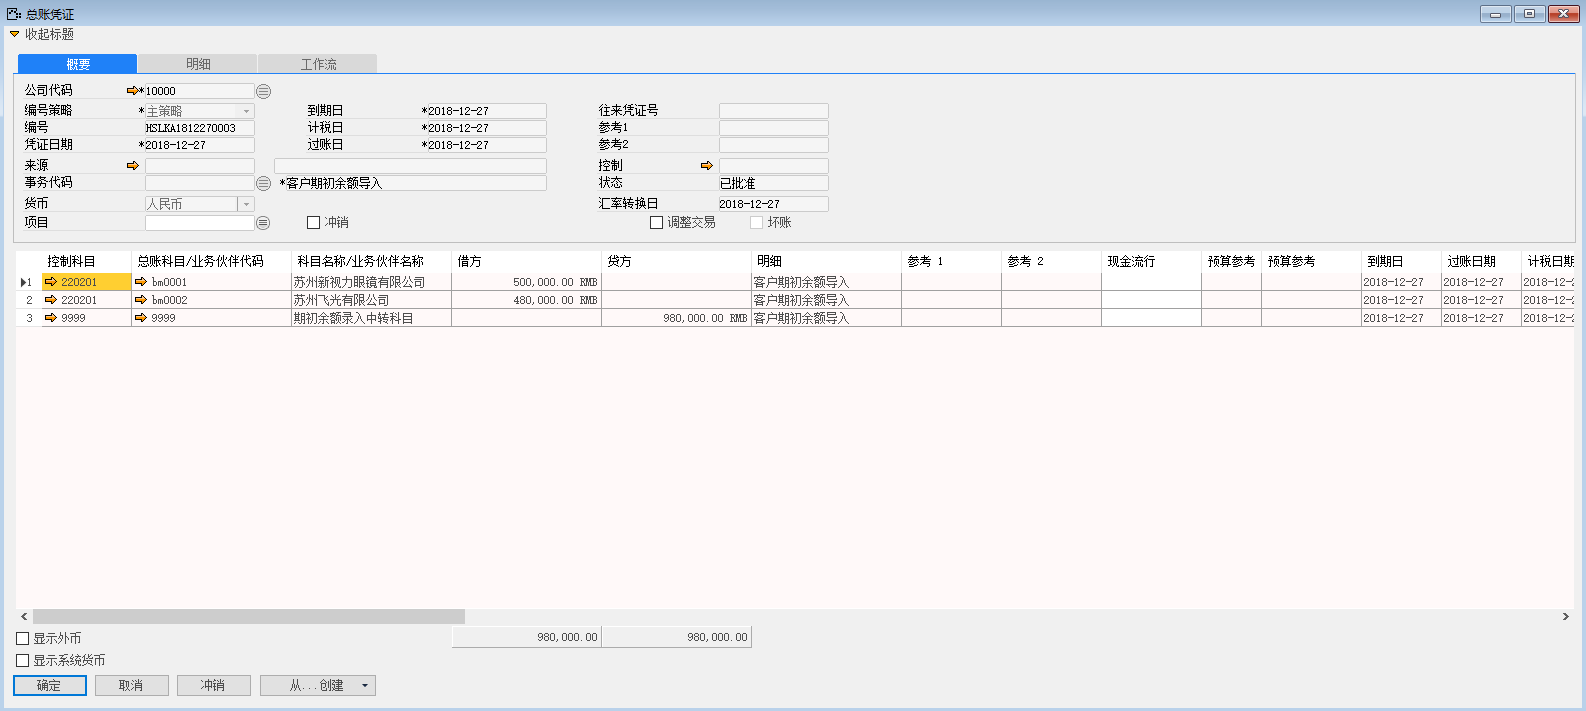 总账凭证
收起标题
概要 明细 工作流
公司代码 *10000
编号策略 *主策略 到期日 *2018-12-27 往来凭证号
编号 HSLKA1812270003 计税日 *2018-12-27 参考1
凭证日期 *2018-12-27 过账日 *2018-12-27 参考2
来源 控制
事务代码 *客户期初余额导入 状态 已批准
货币 人民币 汇率转换日 2018-12-27
项目 冲销 调整交易 坏账
控制科目 总账科目/业务伙伴代码 科目名称/业务伙伴名称 借方 贷方 明细 参考 1 参考 2 现金流行 预算参考 预算参考 到期日 过账日期 计税日期
1 220201 bm0001 苏州新视力眼镜有限公司 500,000.00 RMB 客户期初余额导入 2018-12-27 2018-12-27 2018-12-2
2 220201 bm0002 苏州飞光有限公司 480,000.00 RMB 客户期初余额导入 2018-12-27 2018-12-27 2018-12-2
3 9999 9999 期初余额录入中转科目 980,000.00 RMB 客户期初余额导入 2018-12-27 2018-12-27 2018-12-2
显示外币 980,000.00 980,000.00
显示系统货币
确定 取消 冲销 从...创建